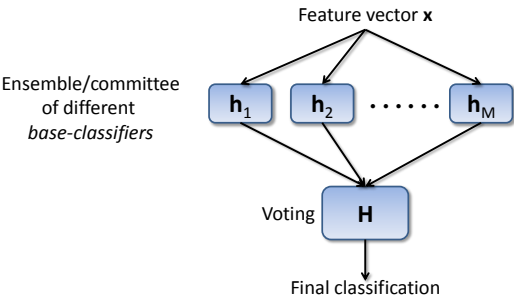 Feature vector x
Ensemble/committee
of different
base-classifiers
h1 h2 ...... hM
Voting H
Final classification